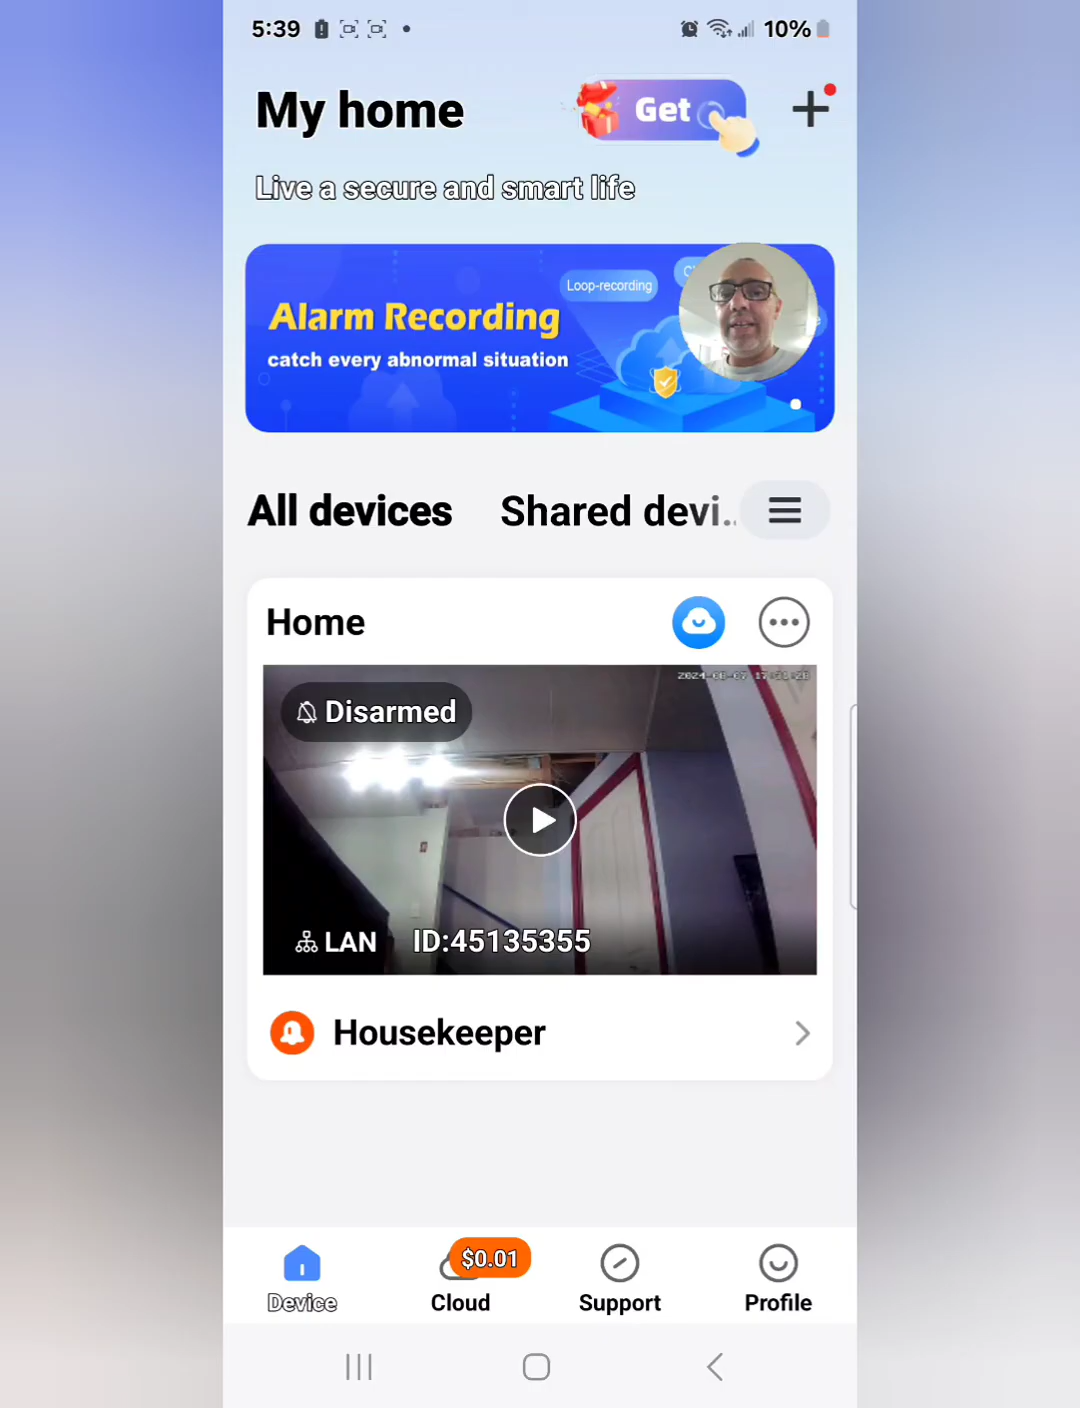 5:39
10%
My home
Get
Live a secure and smart life
Loop-recording
Alarm Recording
catch every abnormal situation
All devices
Shared devi..
Home
Disarmed
LAN ID:45135355
Housekeeper
$0.01
Device
Cloud
Support
Profile